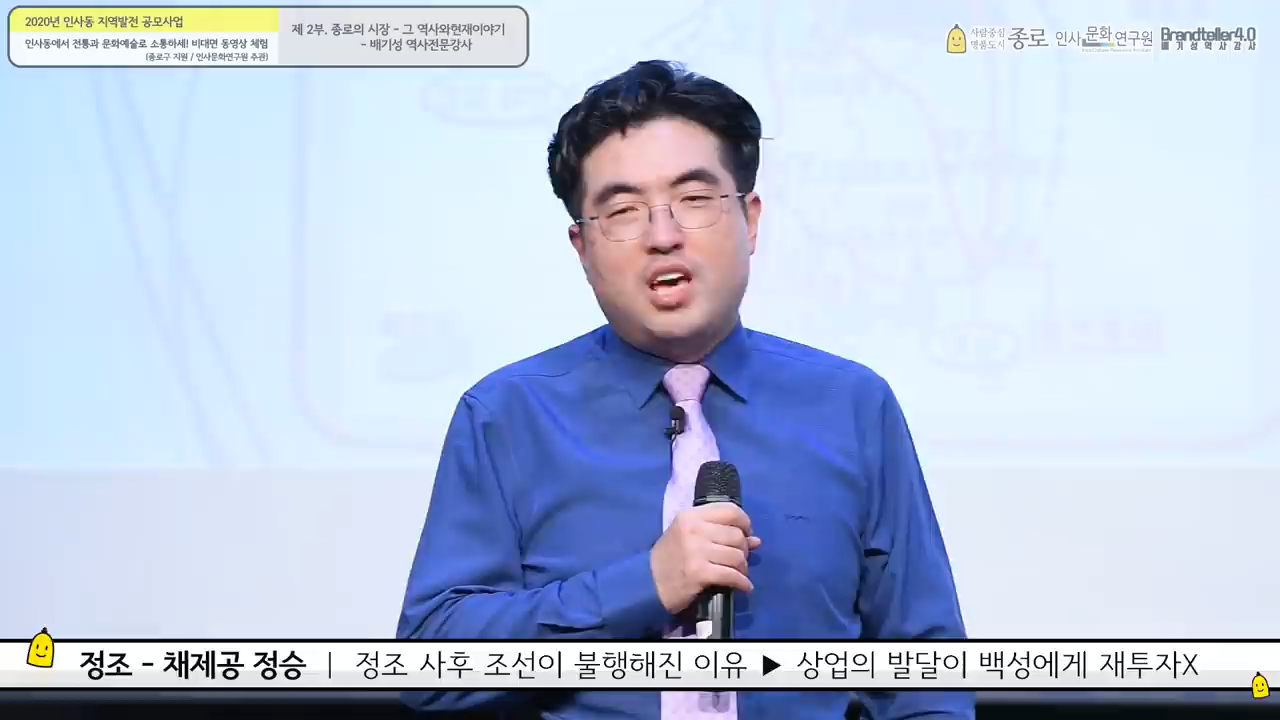 2020년 인사동 지역발전 공모사업
인사동에서 전통과 문화예술로 소통하세! 비대면 동영상 체험
(종로구 지원 / 인사문화연구원 주관)
제 2부. 종로의 시장 - 그 역사와현재이야기
- 배기성 역사전문강사
사람중심
명품도시
종로
인사문화연구원
Brandteller4.0
배기성역사강사
정조 - 채제공 정승 | 정조 사후 조선이 불행해진 이유 ▶ 상업의 발달이 백성에게 재투자X